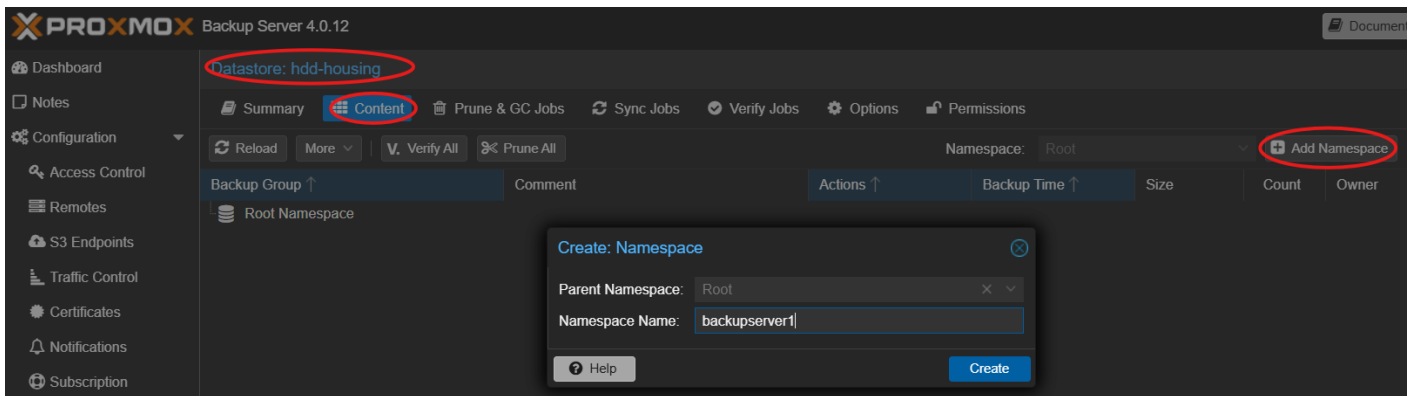 PROXMOX Backup Server 4.0.12
Dashboard
Notes
Configuration
Access Control
Remotes
S3 Endpoints
Traffic Control
Certificates
Notifications
Subscription
Datastore: hdd-housing
Summary Content Prune & GC Jobs Sync Jobs Verify Jobs Options Permissions
Reload More V. Verify All Prune All Namespace: Root Add Namespace
Backup Group ↑ Comment Actions ↑ Backup Time ↑ Size Count Owner
Root Namespace
Create: Namespace
Parent Namespace: Root
Namespace Name: backupserver1
Help Create